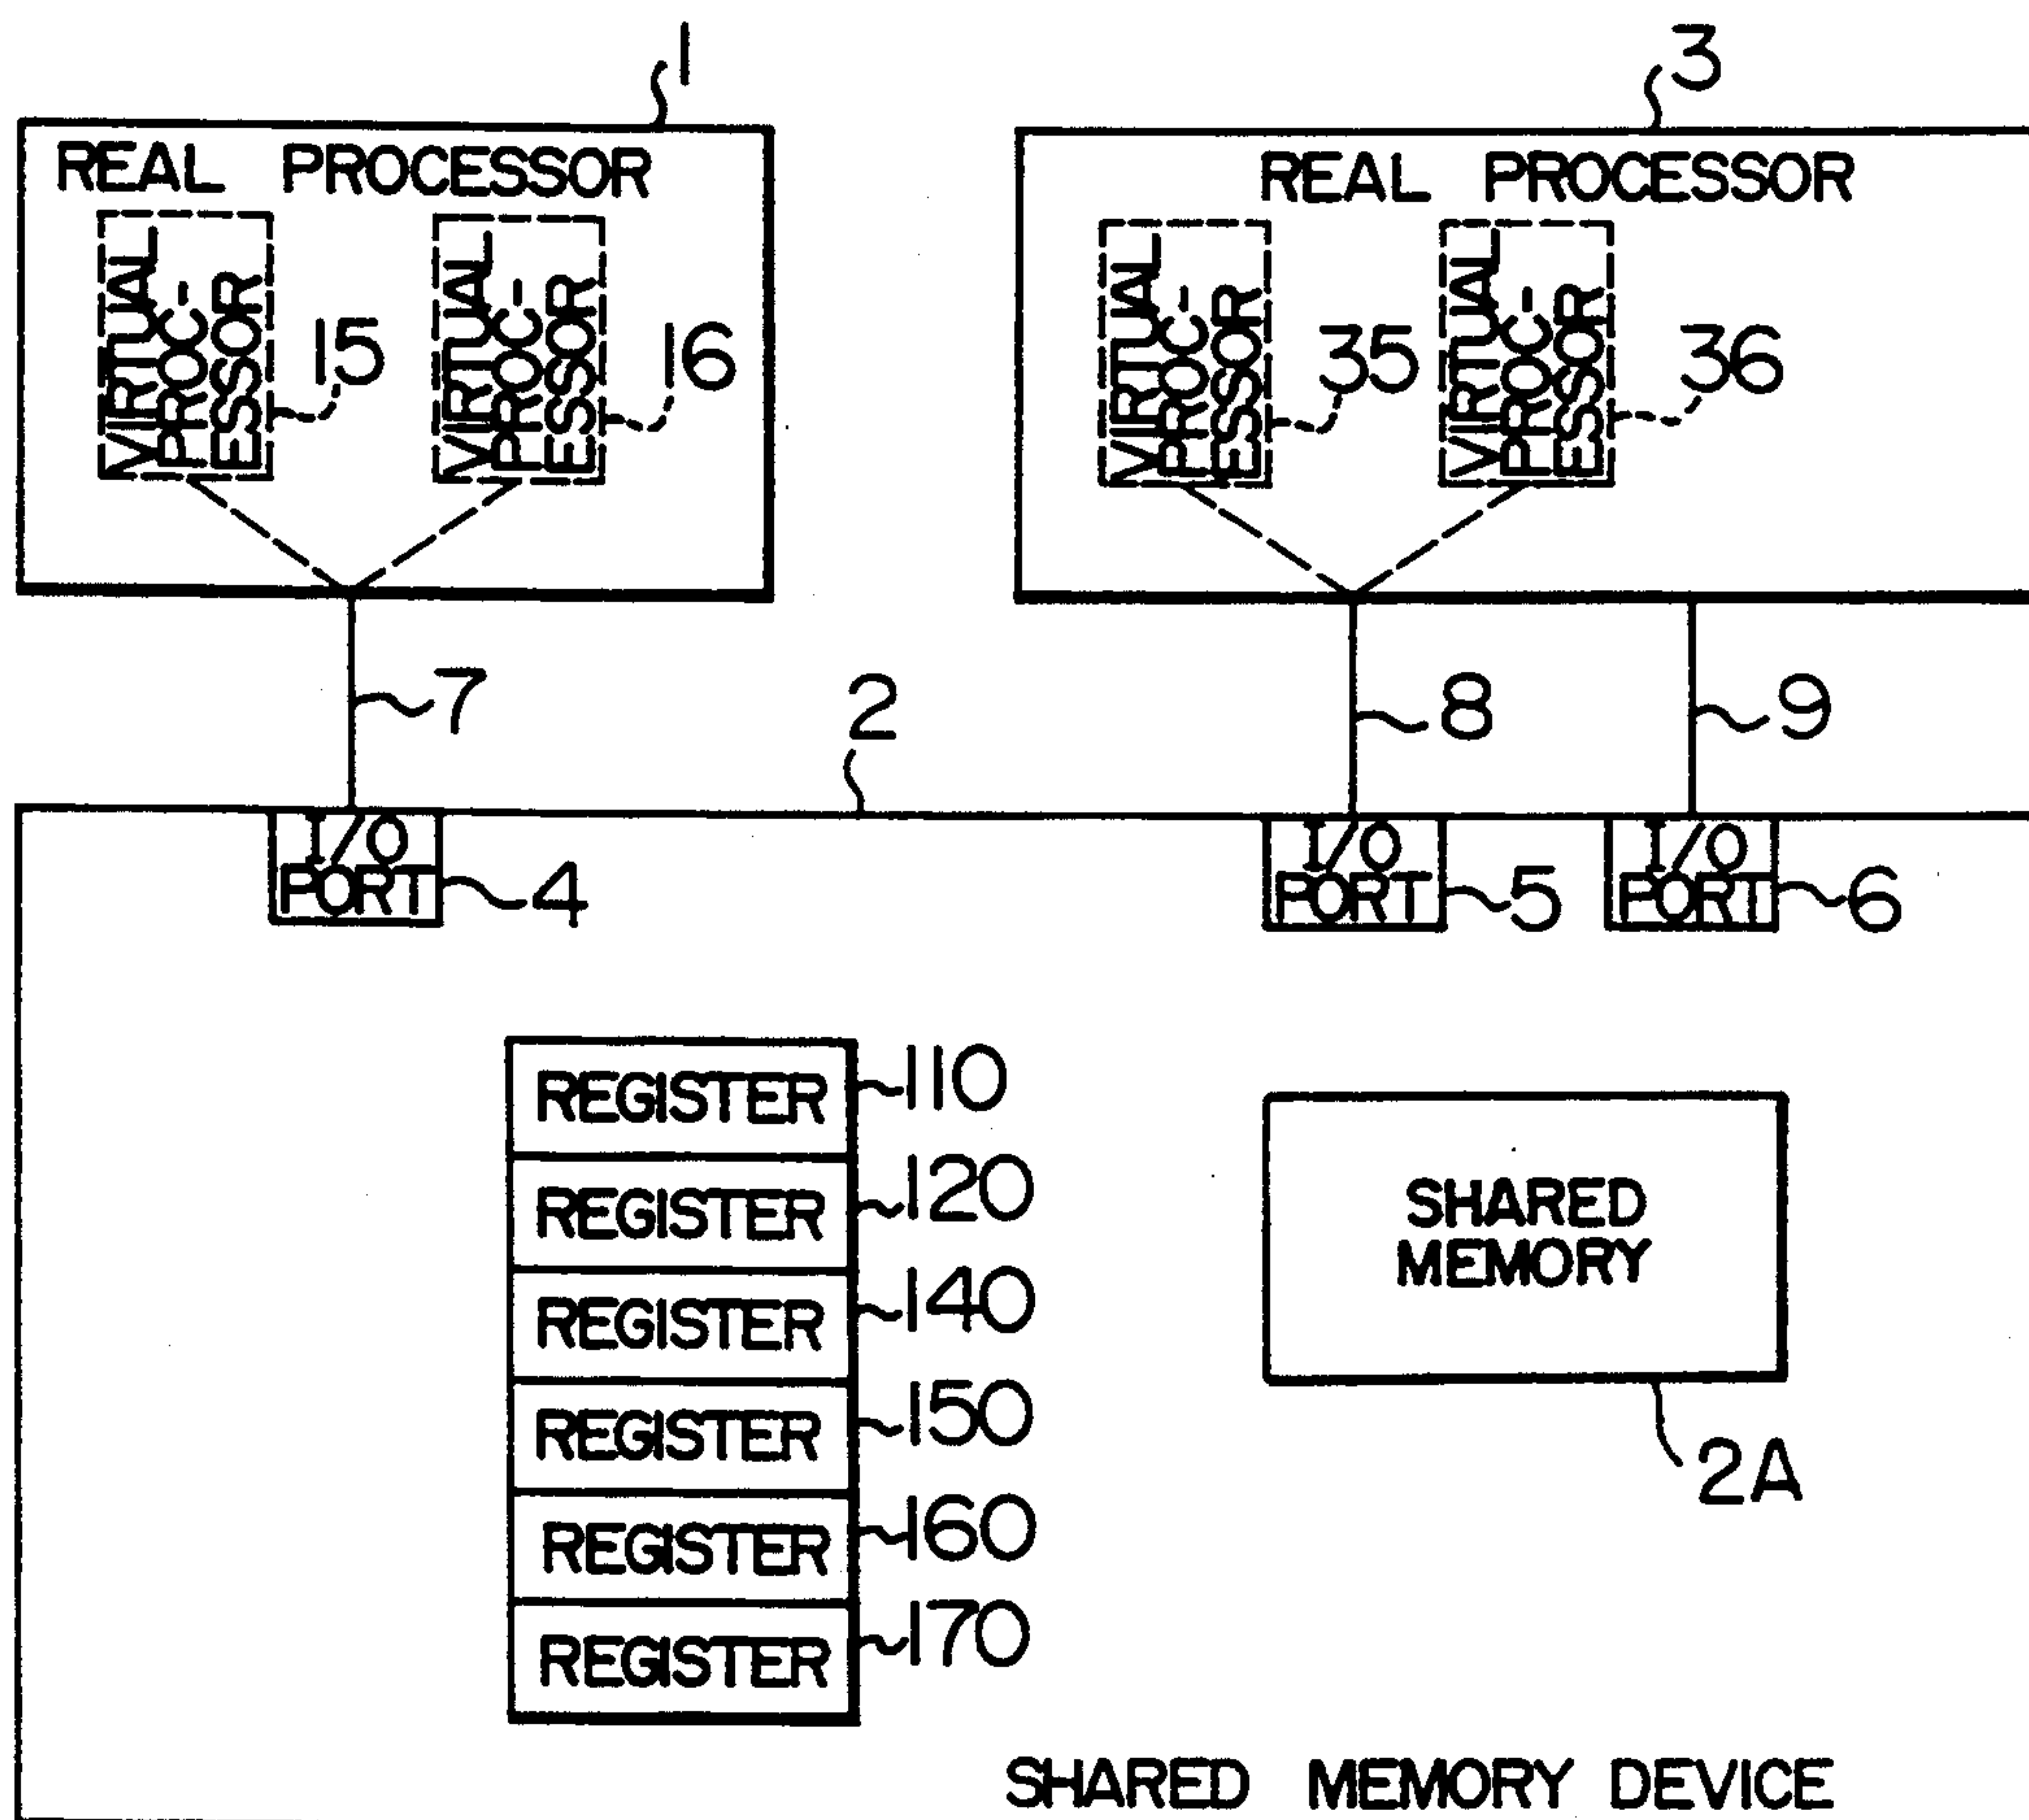 1
3
REAL PROCESSOR
REAL PROCESSOR
VIRTUAL
PROC-
ESSOR
15
VIRTUAL
PROC-
ESSOR
16
VIRTUAL
PROC-
ESSOR
35
VIRTUAL
PROC-
ESSOR
36
7
2
8
9
I/O
PORT
4
I/O
PORT
5
I/O
PORT
6
REGISTER
110
REGISTER
120
REGISTER
140
REGISTER
150
REGISTER
160
REGISTER
170
SHARED
MEMORY
2A
SHARED MEMORY DEVICE